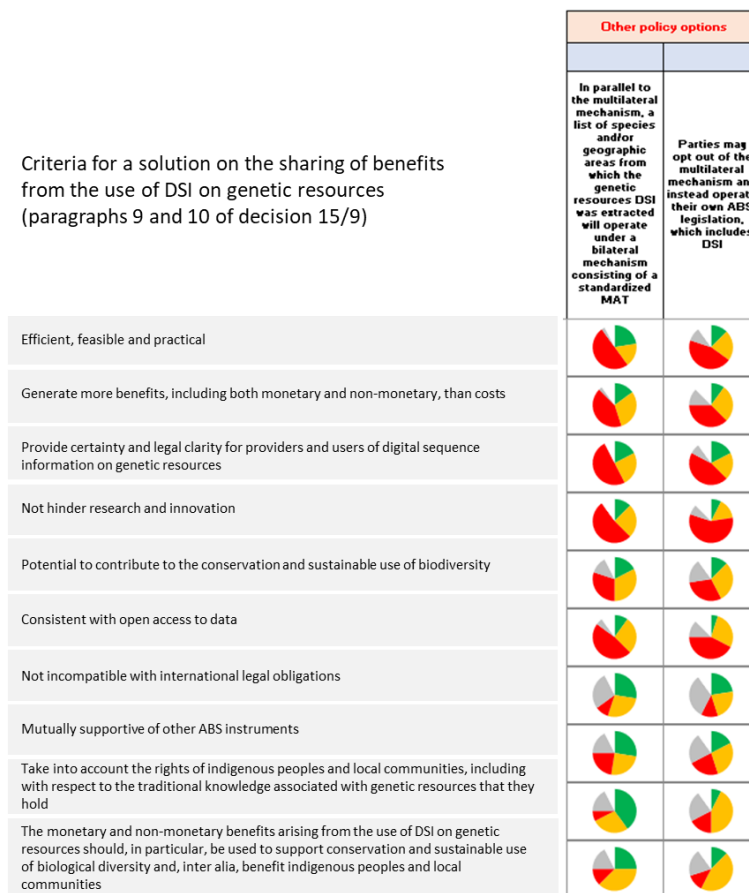 Other policy options
In parallel to
the multilateral
mechanism, a
list of species
and/or
geographic
areas from
which the
genetic
resources DSI
was extracted
will operate
under a
bilateral
mechanism
consisting of a
standardized
MAT
Parties may
opt out of the
multilateral
mechanism an
instead operat
their own ABS
legislation,
which includes
DSI
Criteria for a solution on the sharing of benefits
from the use of DSI on genetic resources
(paragraphs 9 and 10 of decision 15/9)
Efficient, feasible and practical
Generate more benefits, including both monetary and non-monetary, than costs
Provide certainty and legal clarity for providers and users of digital sequence
information on genetic resources
Not hinder research and innovation
Potential to contribute to the conservation and sustainable use of biodiversity
Consistent with open access to data
Not incompatible with international legal obligations
Mutually supportive of other ABS instruments
Take into account the rights of indigenous peoples and local communities, including
with respect to the traditional knowledge associated with genetic resources that they
hold
The monetary and non-monetary benefits arising from the use of DSI on genetic
resources should, in particular, be used to support conservation and sustainable use
of biological diversity and, inter alia, benefit indigenous peoples and local
communities